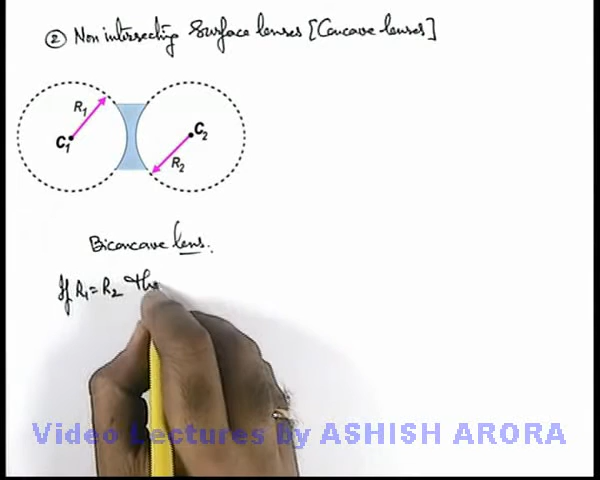 ② Non intersecting Surface lenses [Concave lenses]
R1
C1
C2
R2
Biconcave lens.
If R1 = R2 th
Video Lectures by ASHISH ARORA